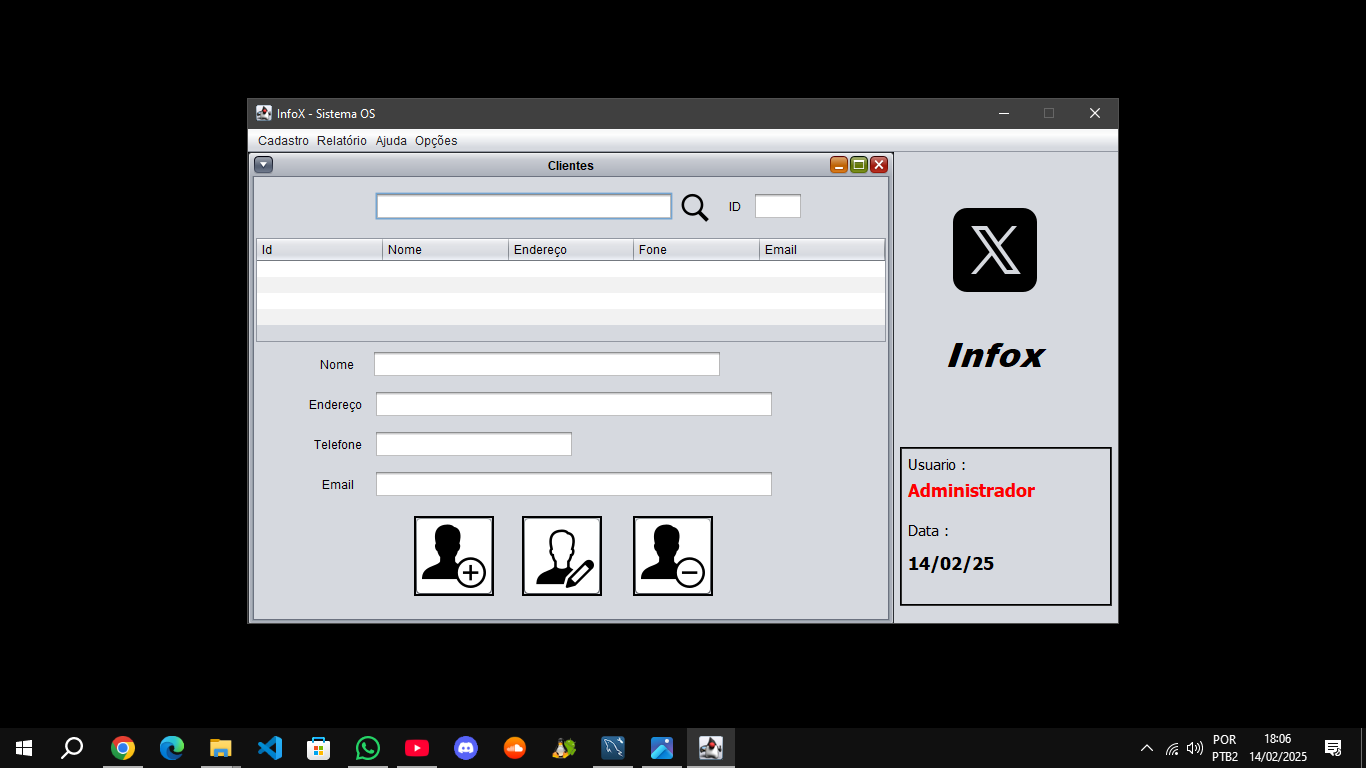 InfoX - Sistema OS
Cadastro Relatório Ajuda Opções
Clientes
ID
Id Nome Endereço Fone Email
Nome
Endereço
Telefone
Email
X
Infox
Usuario :
Administrador
Data :
14/02/25
POR
PTB2
18:06
14/02/2025